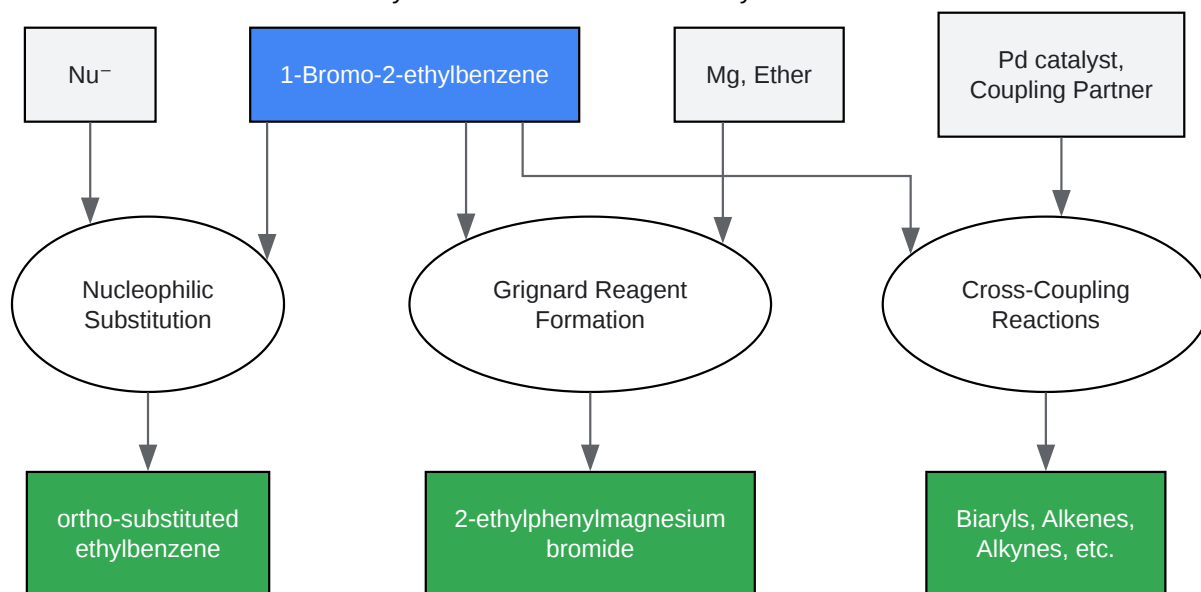 Nu⁻
1-Bromo-2-ethylbenzene
Mg, Ether
Pd catalyst,
Coupling Partner
Nucleophilic
Substitution
Grignard Reagent
Formation
Cross-Coupling
Reactions
ortho-substituted
ethylbenzene
2-ethylphenylmagnesium
bromide
Biaryls, Alkenes,
Alkynes, etc.